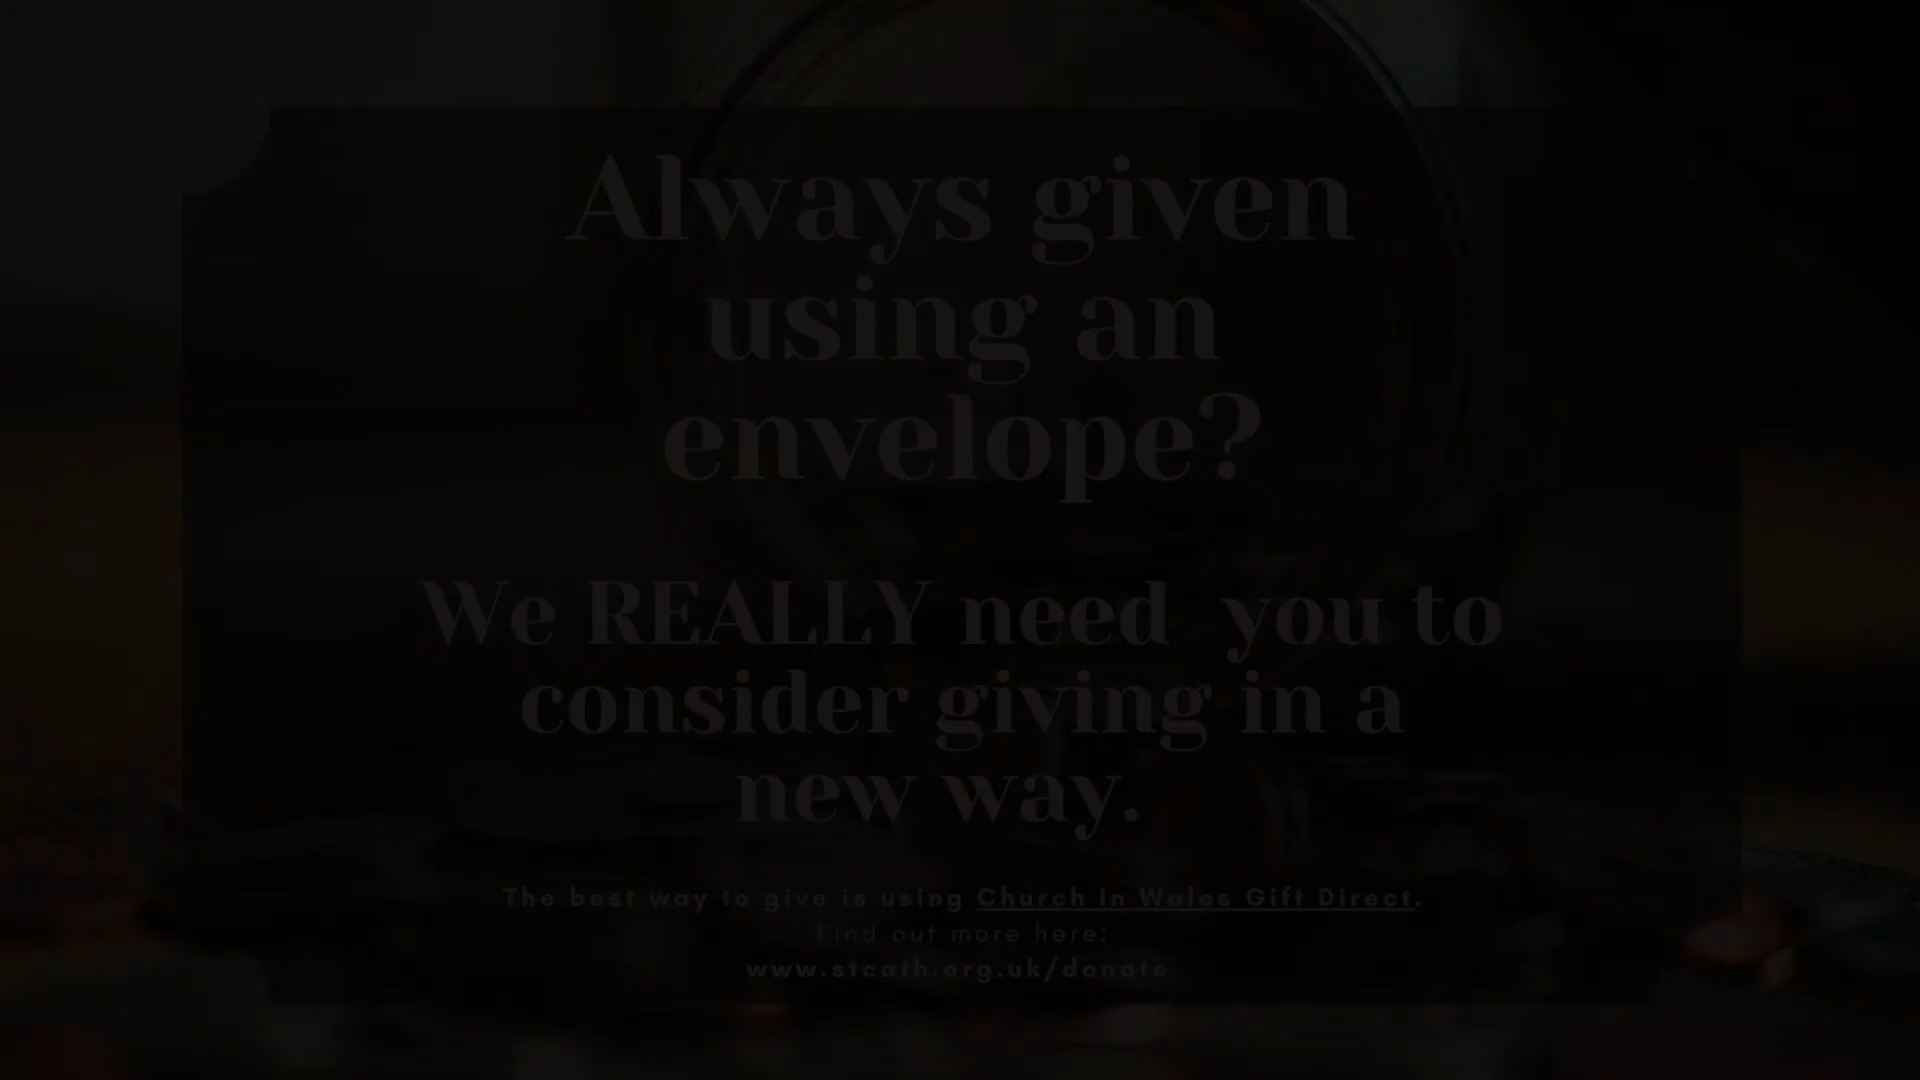 Always given
using an
envelope?
We REALLY need you to
consider giving in a
new way.
The best way to give is using Church in Wales Gift Direct.
Find out more here:
www.stcath.org.uk/donate